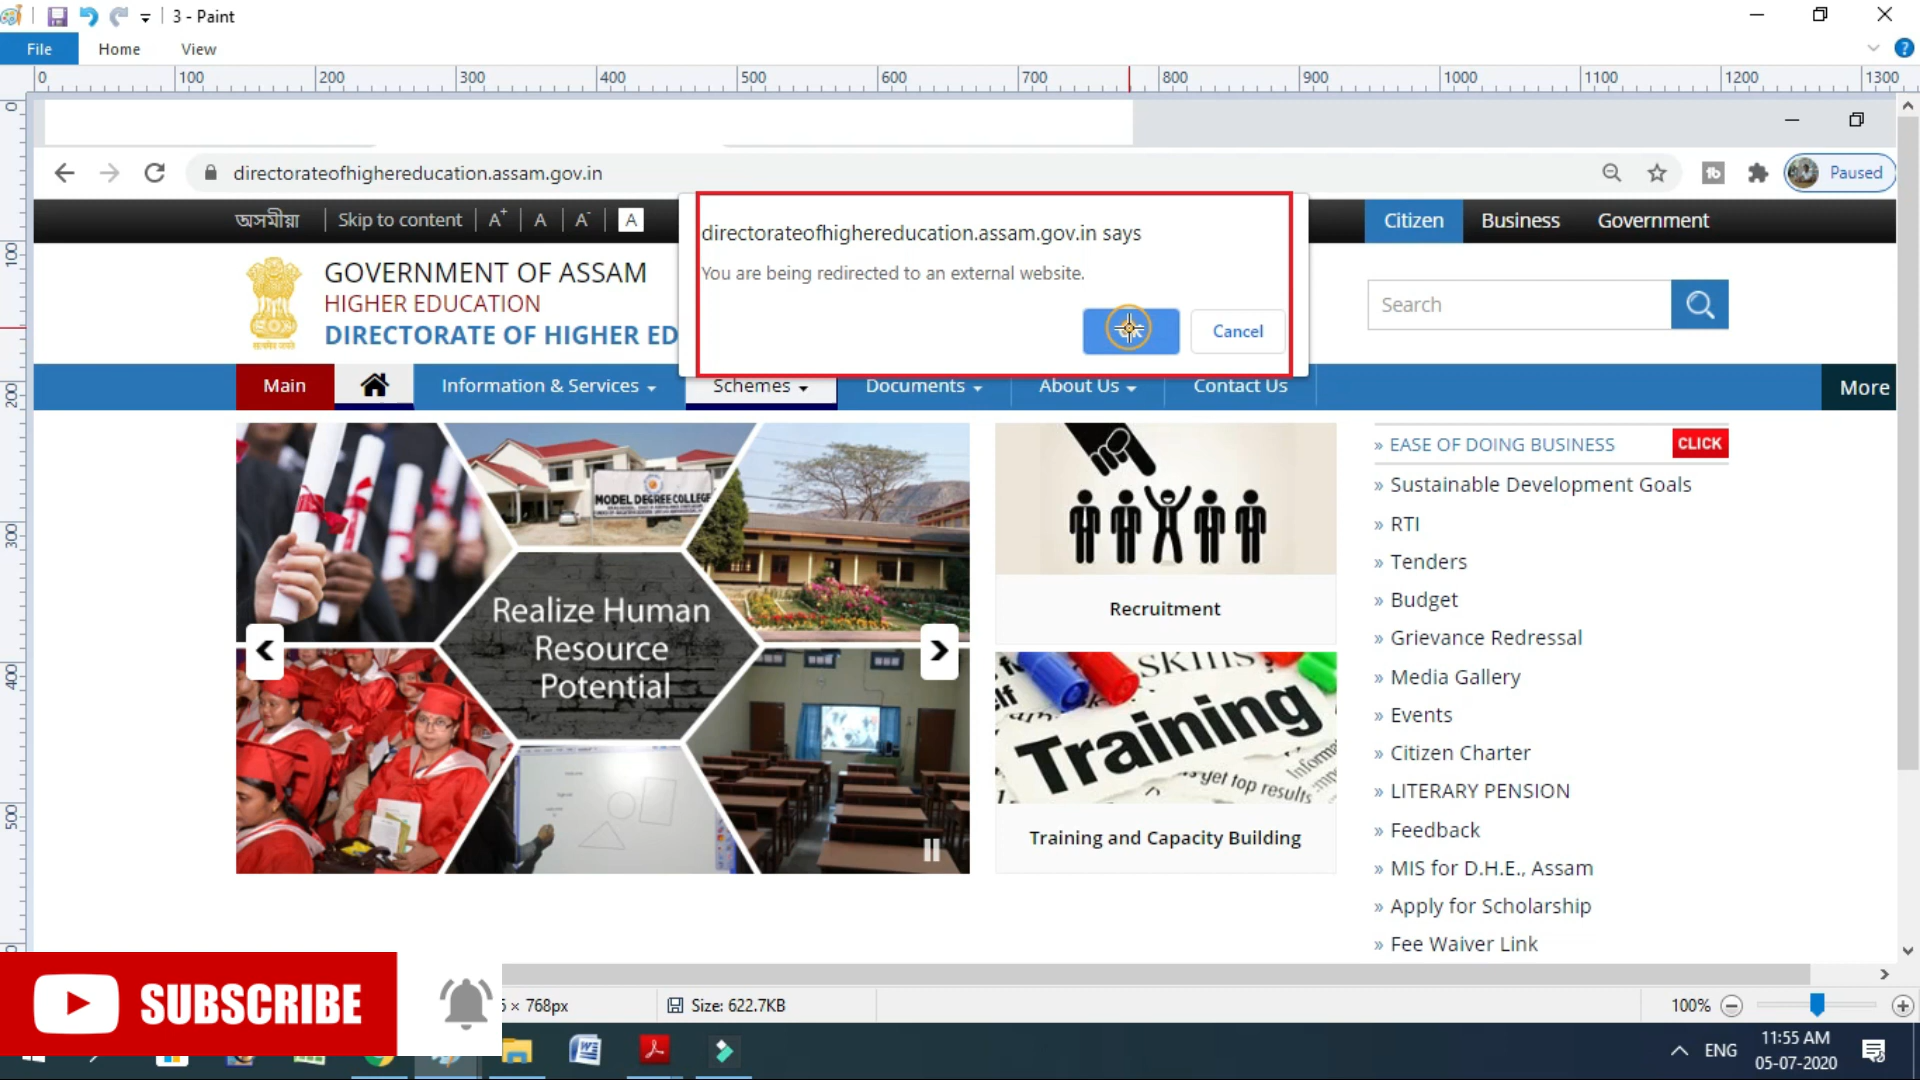 3 - Paint
File Home View
0 100 200 300 400 500 600 700 800 900 1000 1100 1200 1300
0 100 200 300 400 500
directorateofhighereducation.assam.gov.in
Paused
অসমীয়া Skip to content A+ A A- A
Citizen Business Government
directorateofhighereducation.assam.gov.in says
You are being redirected to an external website.
Cancel
GOVERNMENT OF ASSAM
HIGHER EDUCATION
DIRECTORATE OF HIGHER ED
Search
Main Information & Services Schemes Documents About Us Contact Us More
MODEL DEGREE COLLEGE
Realize Human
Resource
Potential
Recruitment
SKILLS
Training
yet top results
Training and Capacity Building
» EASE OF DOING BUSINESS CLICK
» Sustainable Development Goals
» RTI
» Tenders
» Budget
» Grievance Redressal
» Media Gallery
» Events
» Citizen Charter
» LITERARY PENSION
» Feedback
» MIS for D.H.E., Assam
» Apply for Scholarship
» Fee Waiver Link
SUBSCRIBE
× 768px Size: 622.7KB 100%
ENG
11:55 AM
05-07-2020